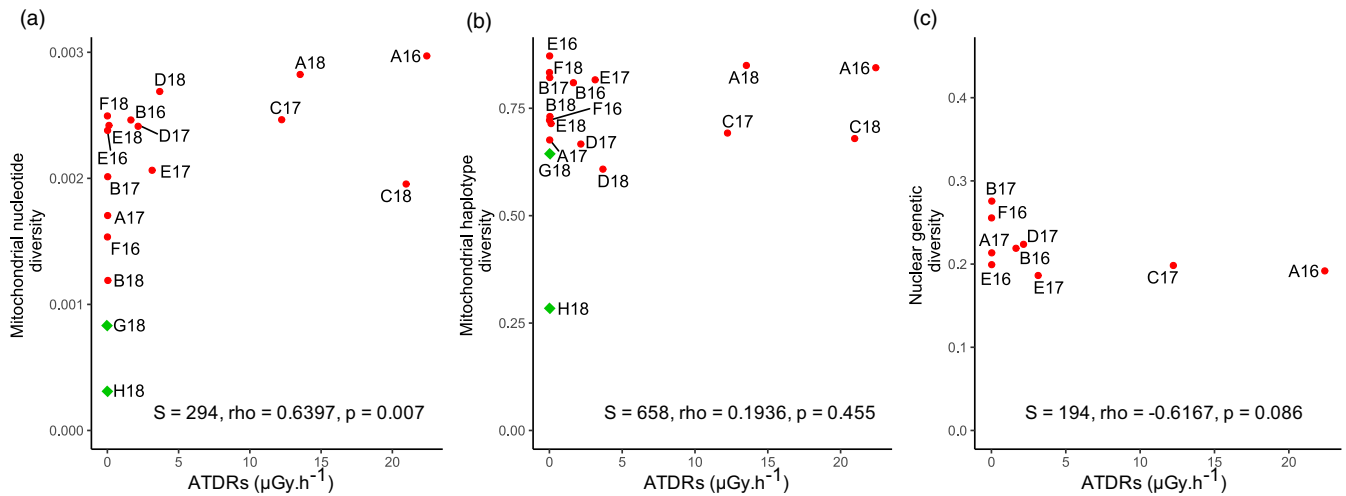 (a)
Mitochondrial nucleotide
diversity
0.003
0.002
0.001
0.000
A16
A18
D18
C17
F18
B16
E18
D17
E16
E17
B17
C18
A17
F16
B18
G18
H18
S = 294, rho = 0.6397, p = 0.007
0 5 10 15 20
ATDRs (µGy.h⁻¹)
(b)
Mitochondrial haplotype
diversity
0.75
0.50
0.25
0.00
E16
F18
E17
A18
A16
B17
B16
B18
F16
E18
C17
C18
D17
A17
G18
D18
H18
S = 658, rho = 0.1936, p = 0.455
0 5 10 15 20
ATDRs (µGy.h⁻¹)
(c)
Nuclear genetic
diversity
0.4
0.3
0.2
0.1
0.0
B17
F16
A17
D17
B16
E16
E17
C17
A16
S = 194, rho = -0.6167, p = 0.086
0 5 10 15 20
ATDRs (µGy.h⁻¹)